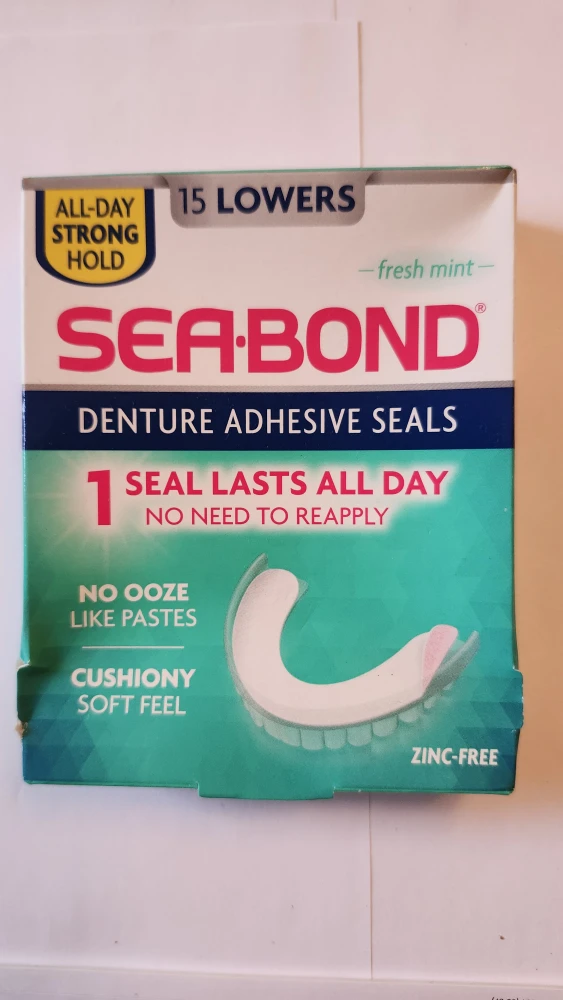 ALL-DAY
STRONG
HOLD
15 LOWERS
fresh mint
SEA·BOND®
DENTURE ADHESIVE SEALS
1 SEAL LASTS ALL DAY
NO NEED TO REAPPLY
NO OOZE
LIKE PASTES
CUSHIONY
SOFT FEEL
ZINC-FREE